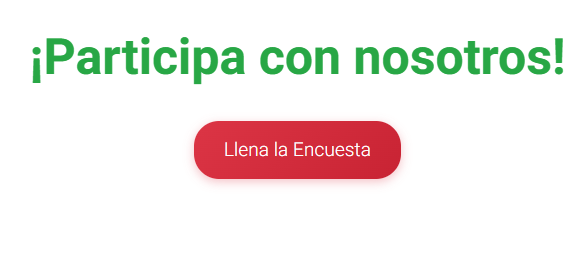 ¡Participa con nosotros!
Llena la Encuesta